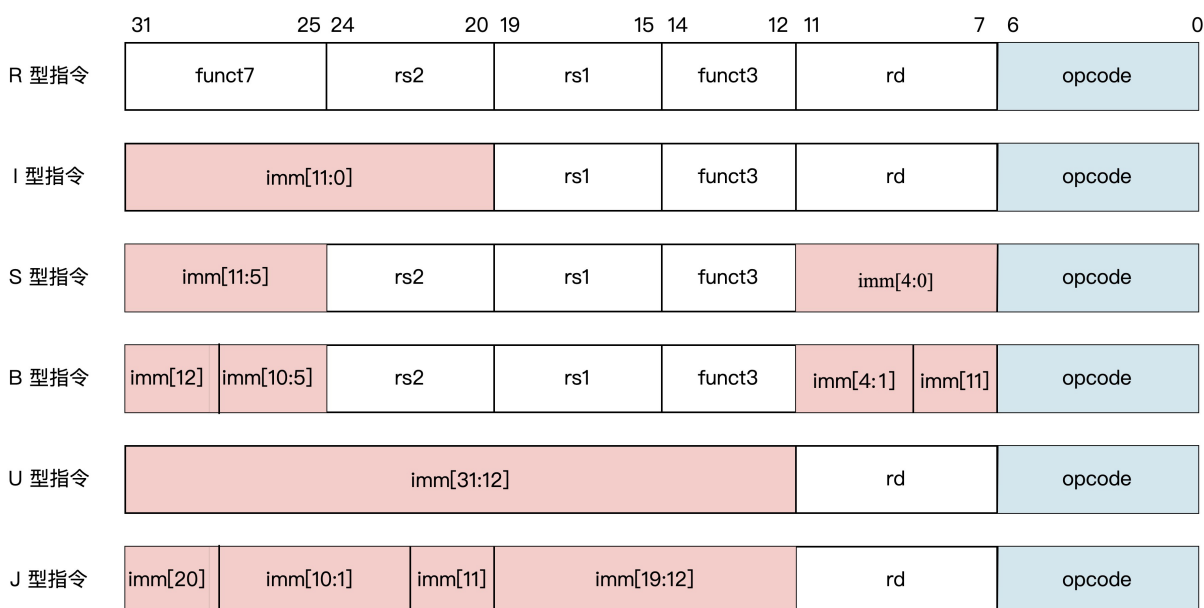 31 25 24 20 19 15 14 12 11 7 6 0
R 型指令 funct7 rs2 rs1 funct3 rd opcode
I 型指令 imm[11:0] rs1 funct3 rd opcode
S 型指令 imm[11:5] rs2 rs1 funct3 imm[4:0] opcode
B 型指令 imm[12] imm[10:5] rs2 rs1 funct3 imm[4:1] imm[11] opcode
U 型指令 imm[31:12] rd opcode
J 型指令 imm[20] imm[10:1] imm[11] imm[19:12] rd opcode